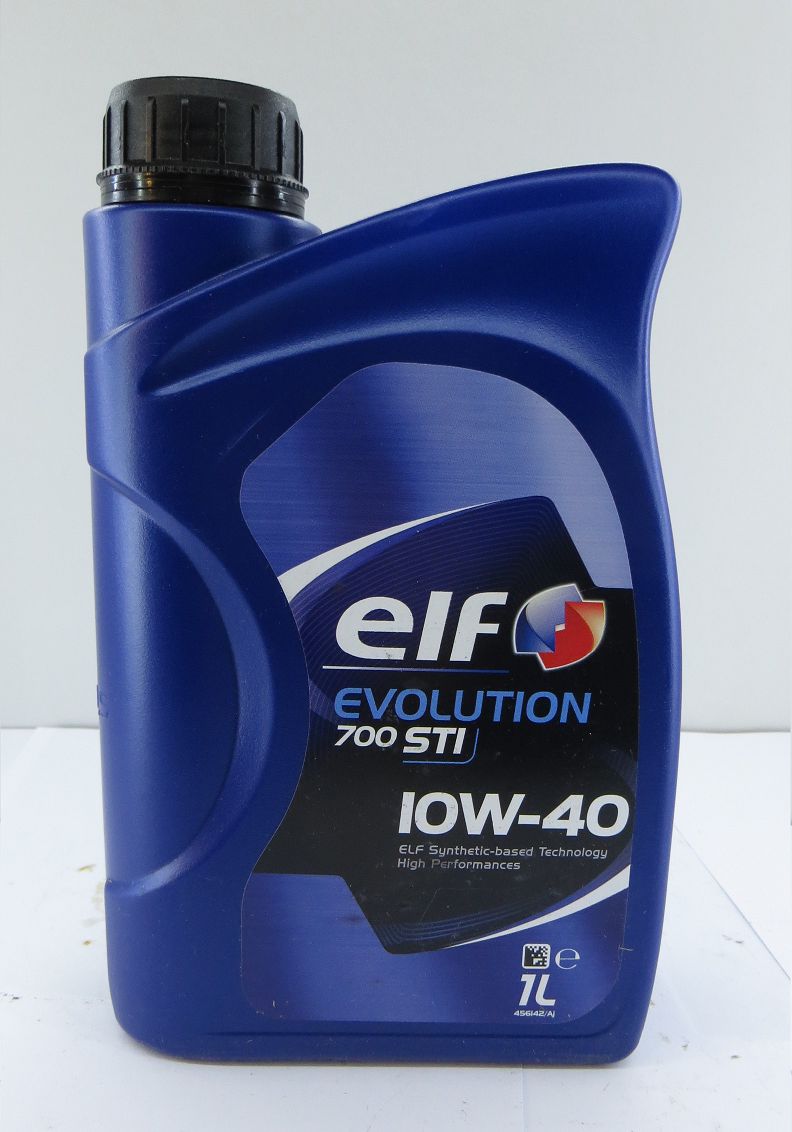 elf
EVOLUTION
700 STI
10W-40
ELF Synthetic-based Technology
High Performances
e
1L
456142/AJ